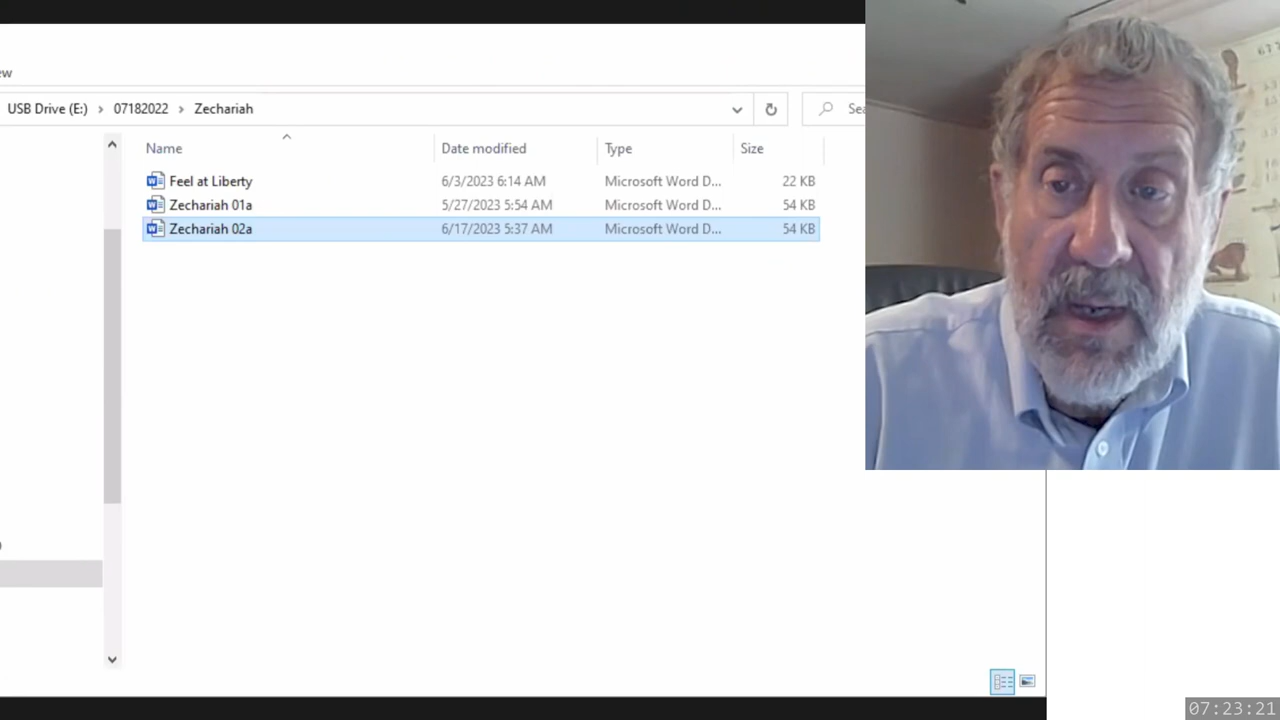 ew
USB Drive (E:) > 07182022 > Zechariah
Sea
Name Date modified Type Size
Feel at Liberty 6/3/2023 6:14 AM Microsoft Word D... 22 KB
Zechariah 01a 5/27/2023 5:54 AM Microsoft Word D... 54 KB
Zechariah 02a 6/17/2023 5:37 AM Microsoft Word D... 54 KB
07:23:21